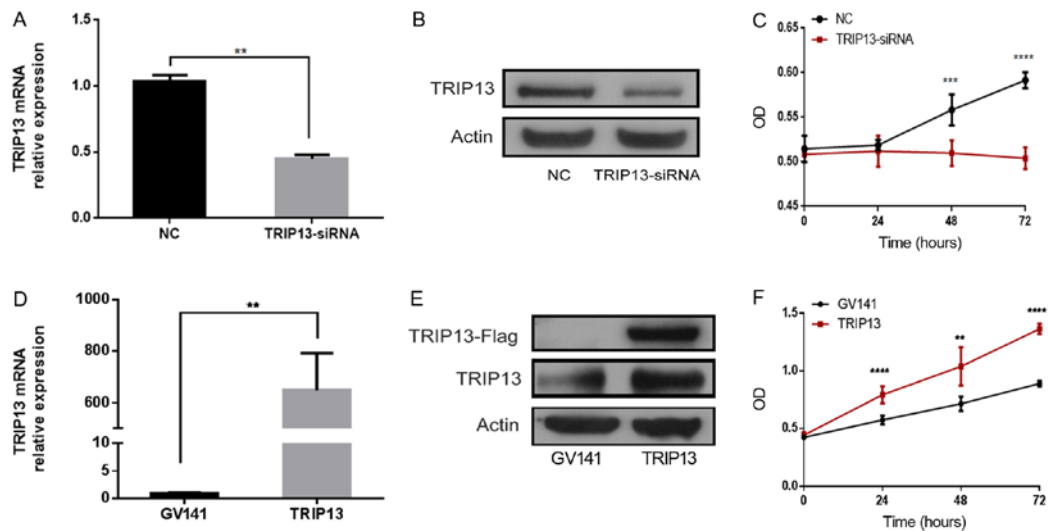 A
TRIP13 mRNA
relative expression
1.5
1.0
0.5
0.0
**
NC
TRIP13-siRNA
B
TRIP13
Actin
NC TRIP13-siRNA
C
NC
TRIP13-siRNA
OD
0.60
0.55
0.50
0.45
***
****
0 24 48 72
Time (hours)
D
TRIP13 mRNA
relative expression
1000
800
600
10
5
0
**
GV141
TRIP13
E
TRIP13-Flag
TRIP13
Actin
GV141 TRIP13
F
GV141
TRIP13
OD
1.5
1.0
0.5
0.0
****
**
****
0 24 48 72
Time (hours)